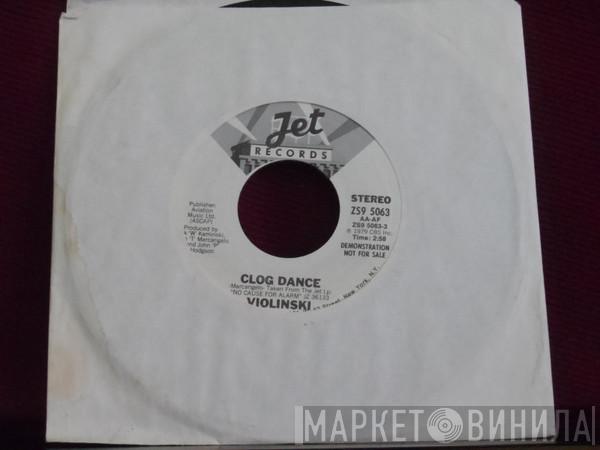 Jet
RECORDS
Publisher:
Aviation
Music Ltd.
(ASCAP)
Produced by
k 'W' Kaminski,
n 'T' Marcangelo
and John 'P'
Hodgson
STEREO
ZS9 5063
AA-AF
ZS9 5063-3
℗ 1979 CBS Inc.
Time: 2:58
DEMONSTRATION
NOT FOR SALE
CLOG DANCE
-Marcangelo- Taken From The Jet Lp:
"NO CAUSE FOR ALARM" JZ 36133
VIOLINSKI
Street, New York, N.Y.
МАРКЕТ ВИНИЛА